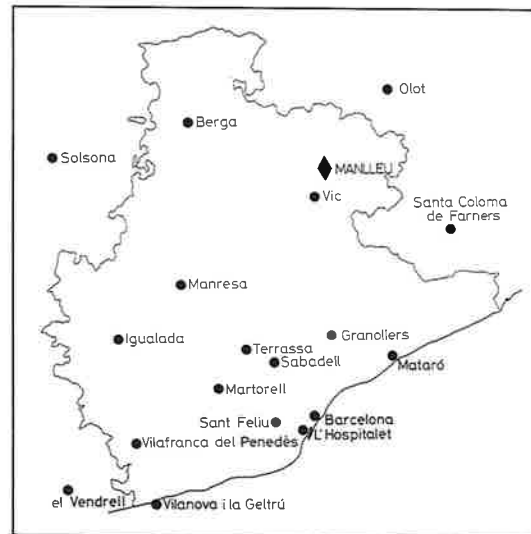 Olot
Berga
Solsona
MANLLEU
Vic
Santa Coloma
de Farners
Manresa
Igualada
Granollers
Terrassa
Sabadell
Mataró
Martorell
Sant Feliu
Barcelona
L'Hospitalet
Vilafranca del Penedès
el Vendrell
Vilanova i la Geltrú